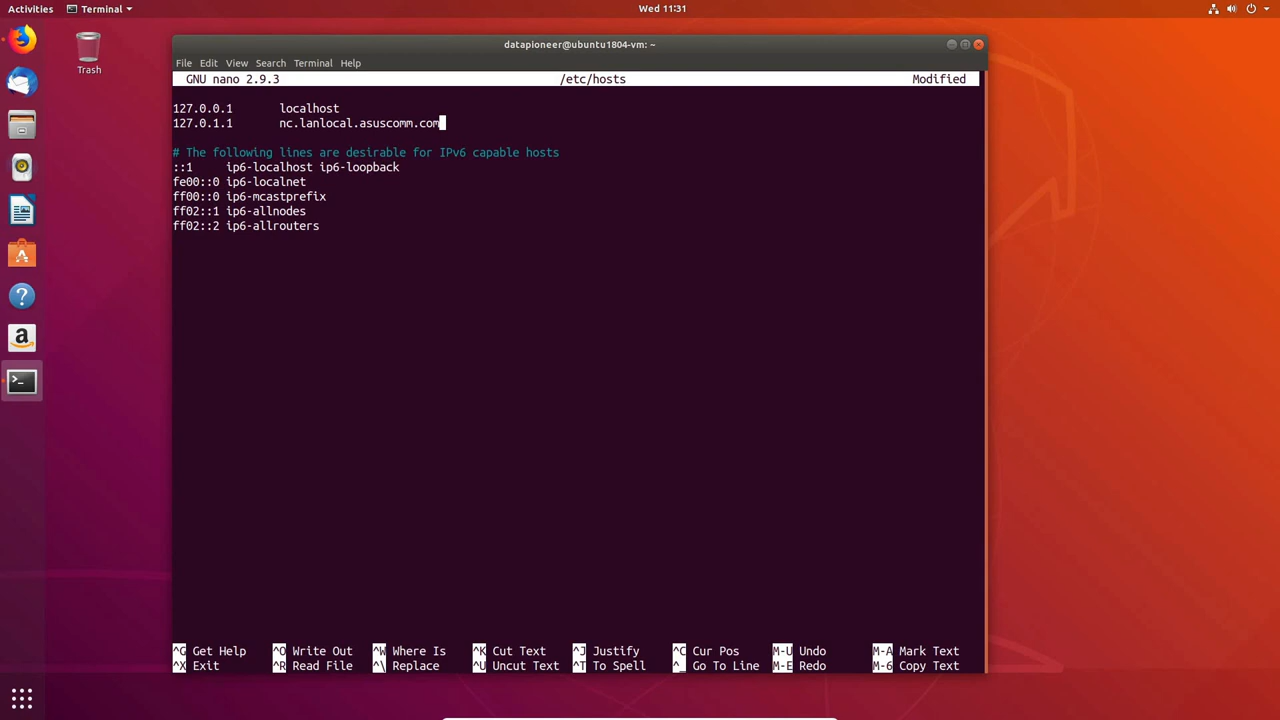 Activities Terminal Wed 11:31
Trash
datapioneer@ubuntu1804-vm: ~
File Edit View Search Terminal Help
GNU nano 2.9.3 /etc/hosts Modified
127.0.0.1 localhost
127.0.1.1 nc.lanlocal.asuscomm.com
# The following lines are desirable for IPv6 capable hosts
::1 ip6-localhost ip6-loopback
fe00::0 ip6-localnet
ff00::0 ip6-mcastprefix
ff02::1 ip6-allnodes
ff02::2 ip6-allrouters
^G Get Help ^O Write Out ^W Where Is ^K Cut Text ^J Justify ^C Cur Pos M-U Undo M-A Mark Text
^X Exit ^R Read File ^\ Replace ^U Uncut Text ^T To Spell ^_ Go To Line M-E Redo M-6 Copy Text